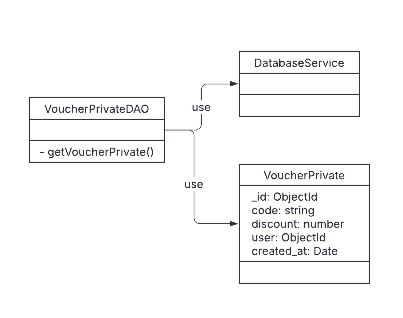 DatabaseService
VoucherPrivateDAO
use
- getVoucherPrivate()
use
VoucherPrivate
_id: ObjectId
code: string
discount: number
user: ObjectId
created_at: Date